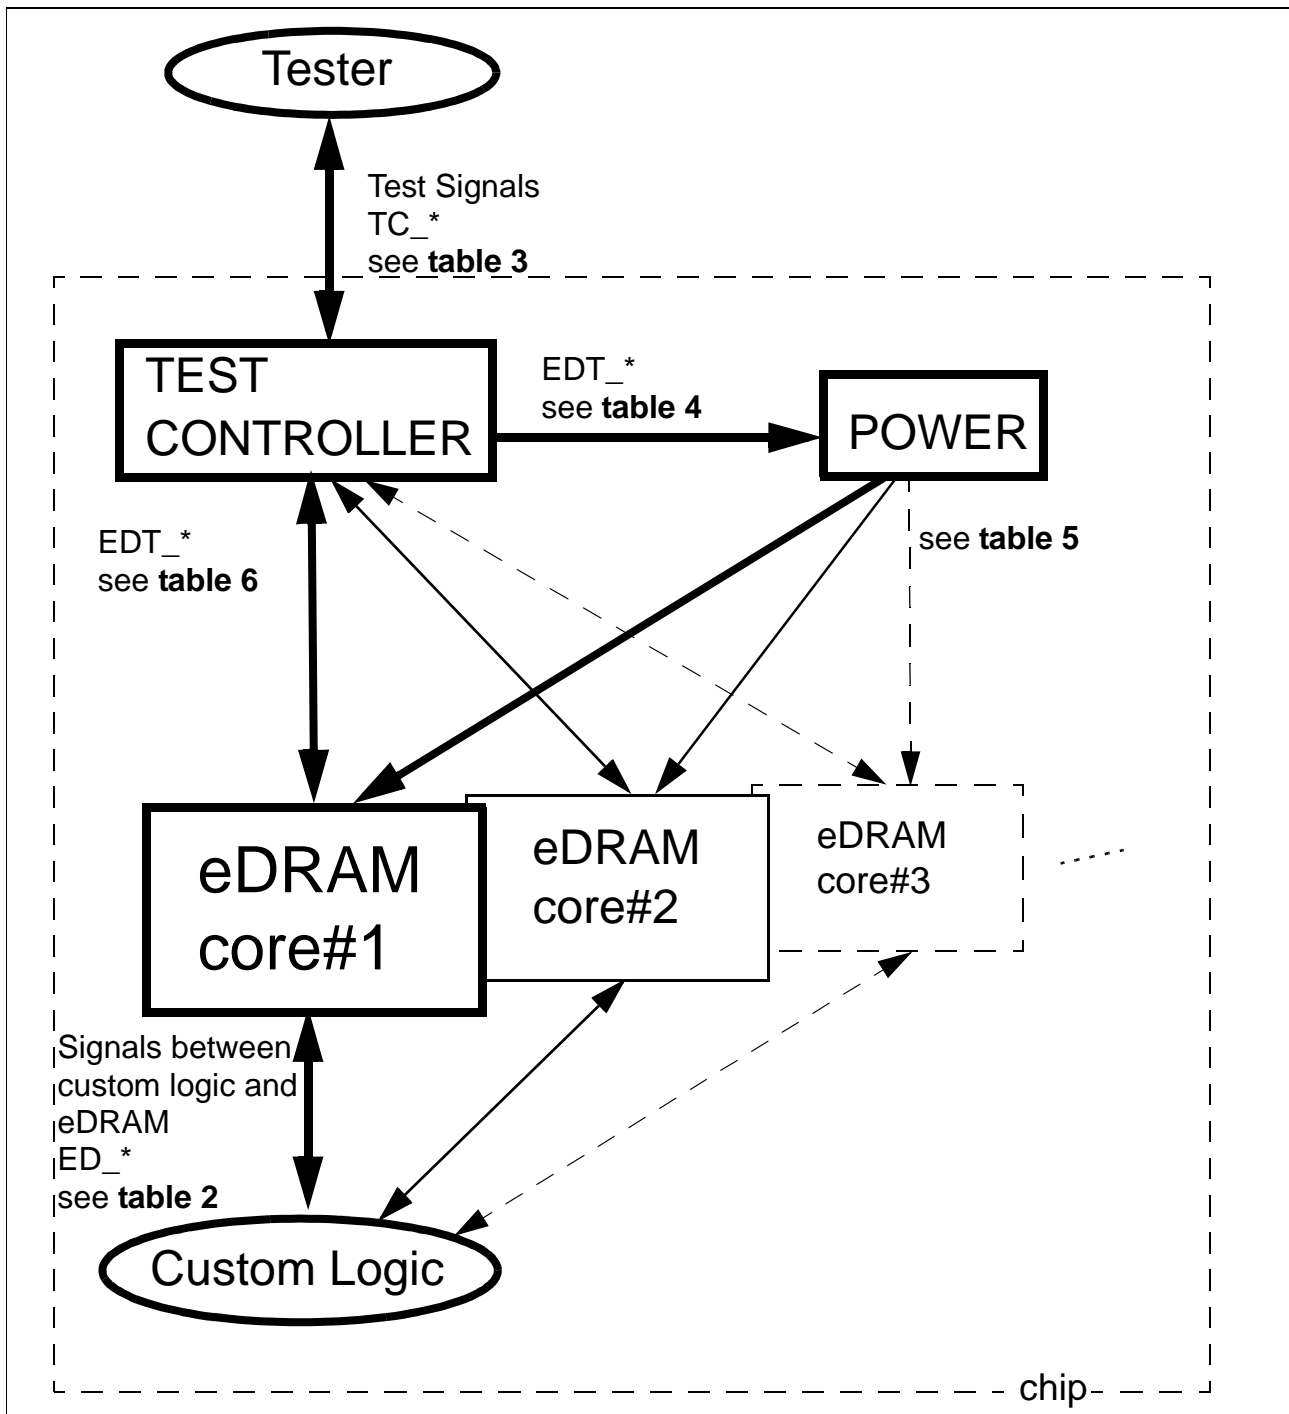 Tester
Test Signals
TC_*
see table 3
TEST
CONTROLLER
EDT_*
see table 4
POWER
EDT_*
see table 6
see table 5
eDRAM
core#1
eDRAM
core#2
eDRAM
core#3
Signals between
custom logic and
eDRAM
ED_*
see table 2
Custom Logic
chip